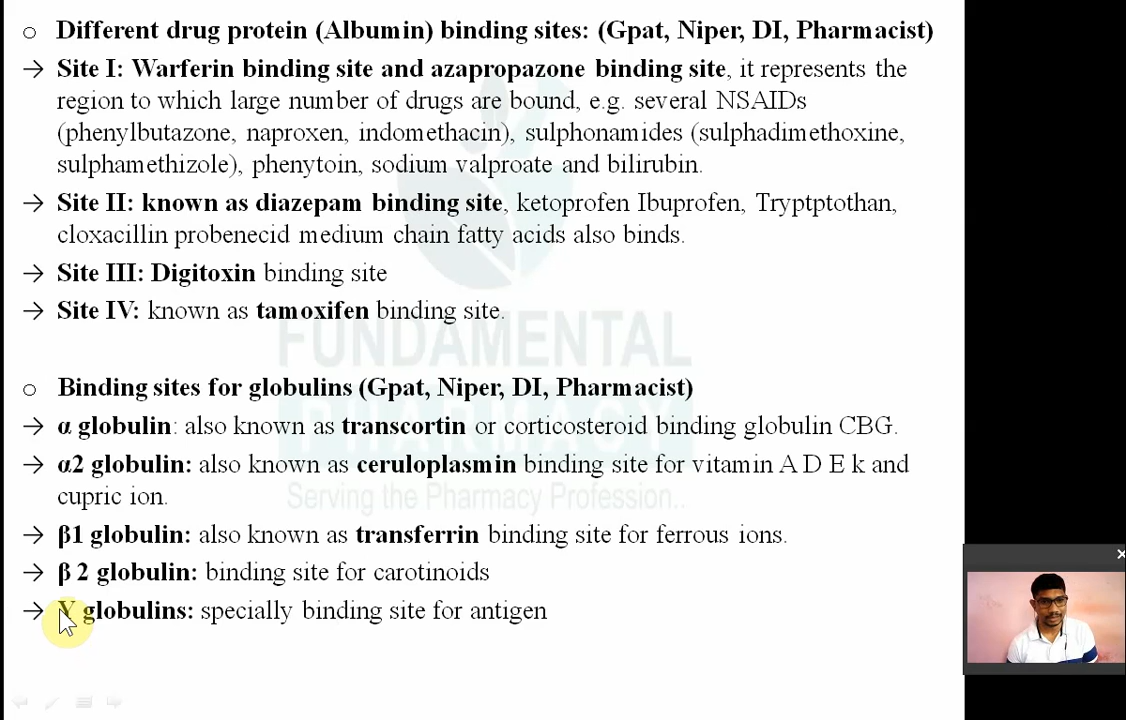 ○ Different drug protein (Albumin) binding sites: (Gpat, Niper, DI, Pharmacist)
→ Site I: Warferin binding site and azapropazone binding site, it represents the
region to which large number of drugs are bound, e.g. several NSAIDs
(phenylbutazone, naproxen, indomethacin), sulphonamides (sulphadimethoxine,
sulphamethizole), phenytoin, sodium valproate and bilirubin.
→ Site II: known as diazepam binding site, ketoprofen Ibuprofen, Tryptptothan,
cloxacillin probenecid medium chain fatty acids also binds.
→ Site III: Digitoxin binding site
→ Site IV: known as tamoxifen binding site.
FUNDAMENTAL
○ Binding sites for globulins (Gpat, Niper, DI, Pharmacist)
PHARMACY
→ α globulin: also known as transcortin or corticosteroid binding globulin CBG.
→ α2 globulin: also known as ceruloplasmin binding site for vitamin A D E k and
cupric ion.
Serving the Pharmacy Profession..
→ β1 globulin: also known as transferrin binding site for ferrous ions.
→ β 2 globulin: binding site for carotinoids
→ Y globulins: specially binding site for antigen